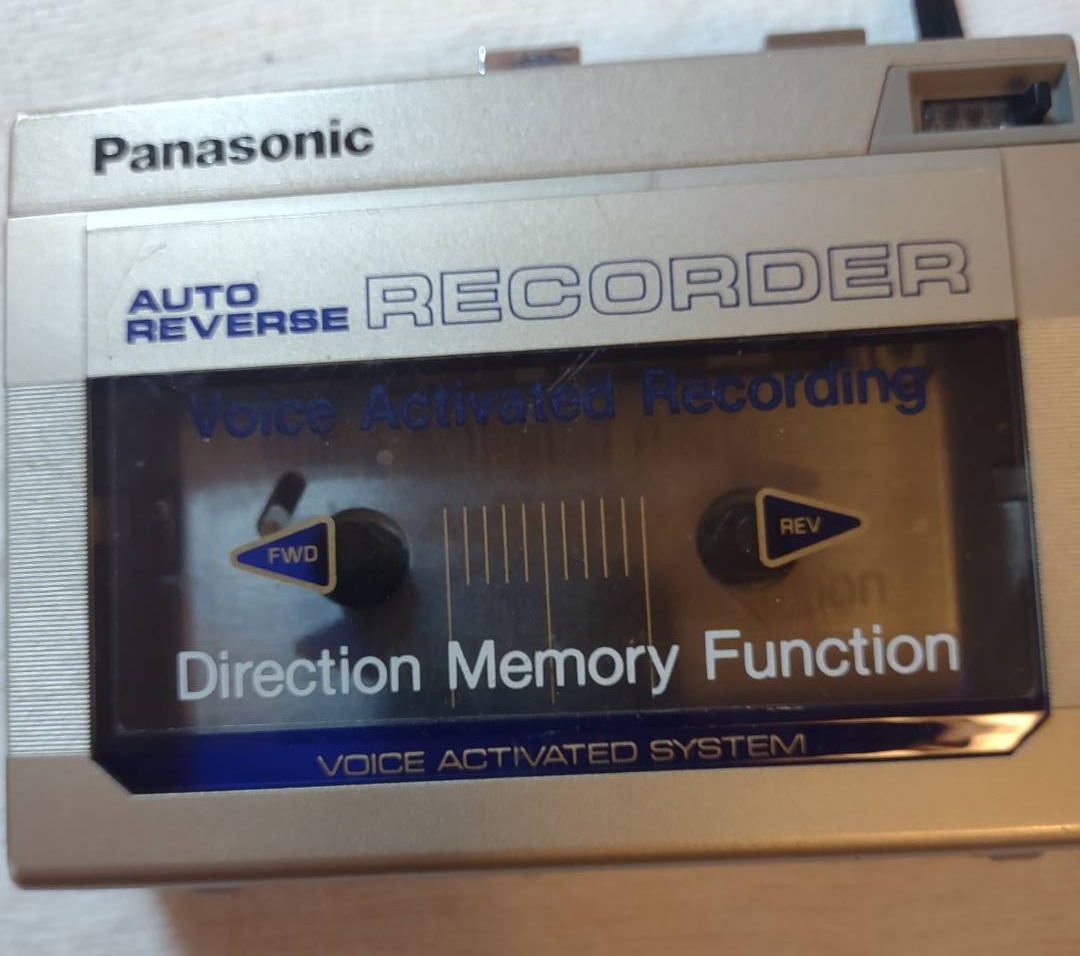 Panasonic
AUTO
REVERSE
RECORDER
Voice Activated Recording
FWD
REV
Direction Memory Function
VOICE ACTIVATED SYSTEM